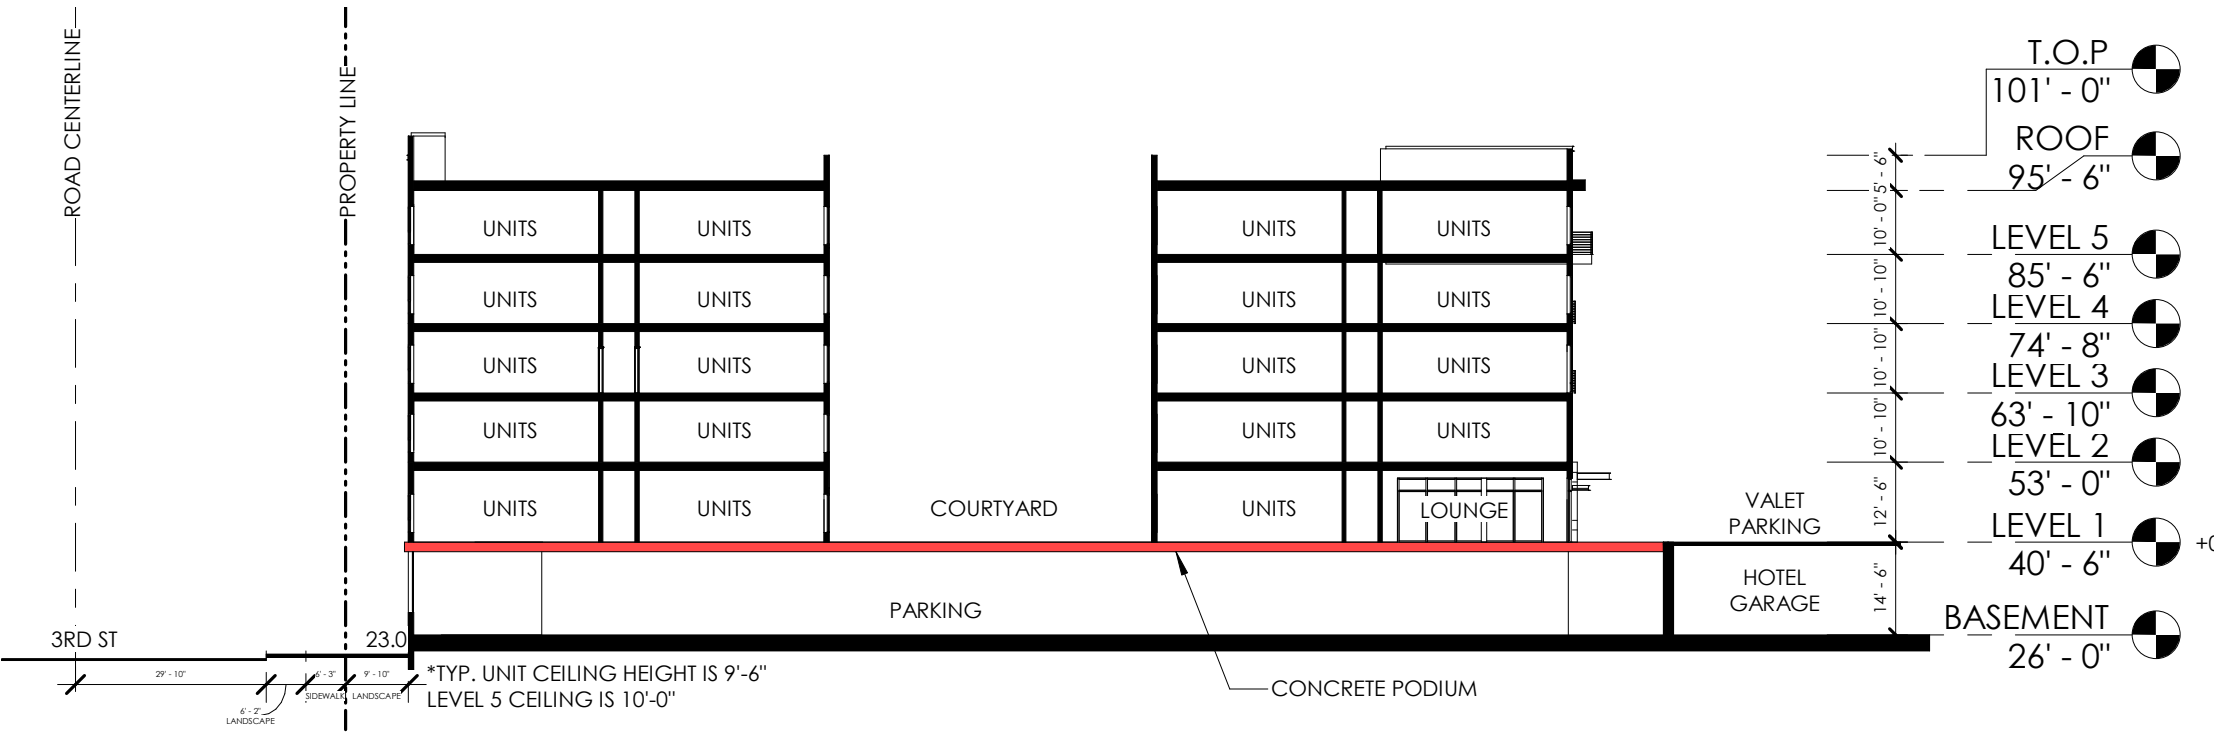 ROAD CENTERLINE
PROPERTY LINE
T.O.P
101' - 0"
ROOF
95' - 6"
LEVEL 5
85' - 6"
LEVEL 4
74' - 8"
LEVEL 3
63' - 10"
LEVEL 2
53' - 0"
LEVEL 1
40' - 6"
BASEMENT
26' - 0"
5' - 6"
10' - 0"
10' - 10"
10' - 10"
10' - 10"
12' - 6"
14' - 6"
UNITS UNITS UNITS UNITS
UNITS UNITS UNITS UNITS
UNITS UNITS UNITS UNITS
UNITS UNITS UNITS UNITS
UNITS UNITS COURTYARD UNITS LOUNGE
VALET
PARKING
PARKING
HOTEL
GARAGE
3RD ST
23.0
29' - 10"
6' - 2"
LANDSCAPE
6' - 3"
SIDEWALK
9' - 10"
LANDSCAPE
*TYP. UNIT CEILING HEIGHT IS 9'-6"
LEVEL 5 CEILING IS 10'-0"
CONCRETE PODIUM